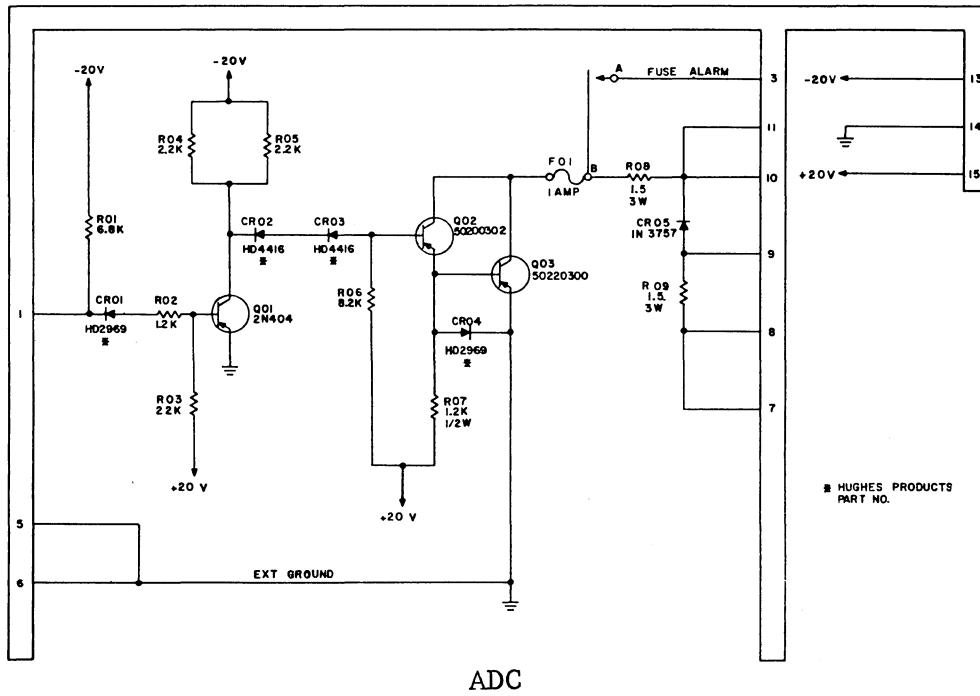 -20V
-20V
A
FUSE ALARM
3
-20V
13
R04
2.2K
R05
2.2K
11
14
F01
1 AMP
B
R08
1.5
3W
10
+20V
15
R01
6.8K
CR02
HD4416
*
CR03
HD4416
*
Q02
50200302
CR05
1N 3757
9
Q03
50220300
R06
8.2K
R09
1.5
3W
1
CR01
HD2969
*
R02
1.2K
Q01
2N404
CR04
HD2969
*
8
R03
22K
R07
1.2K
1/2W
7
+20 V
+20 V
* HUGHES PRODUCTS
PART NO.
5
6
EXT GROUND
ADC